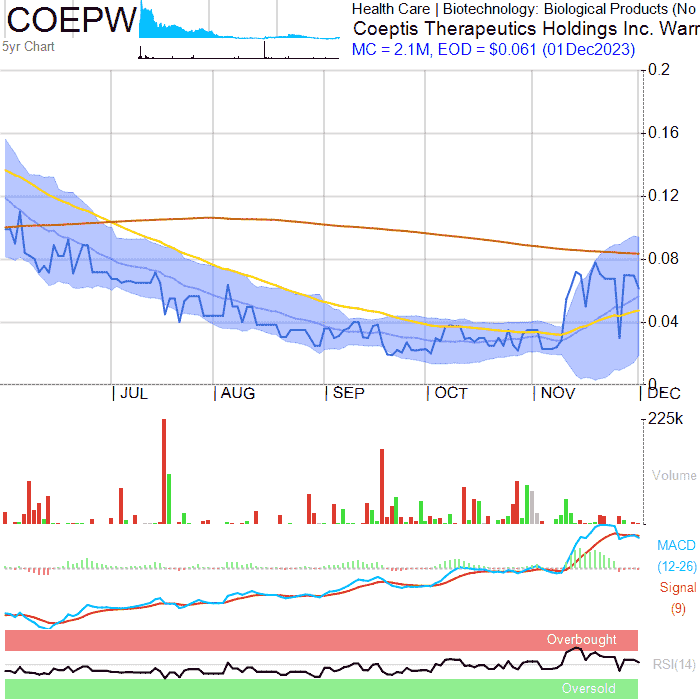 COEPW
Health Care | Biotechnology: Biological Products (No
Coeptis Therapeutics Holdings Inc. Warr
5yr Chart
MC = 2.1M, EOD = $0.061 (01Dec2023)
0.2
0.16
0.12
0.08
0.04
0
JUL
AUG
SEP
OCT
NOV
DEC
225k
Volume
MACD
(12-26)
Signal
(9)
Overbought
RSI(14)
Oversold